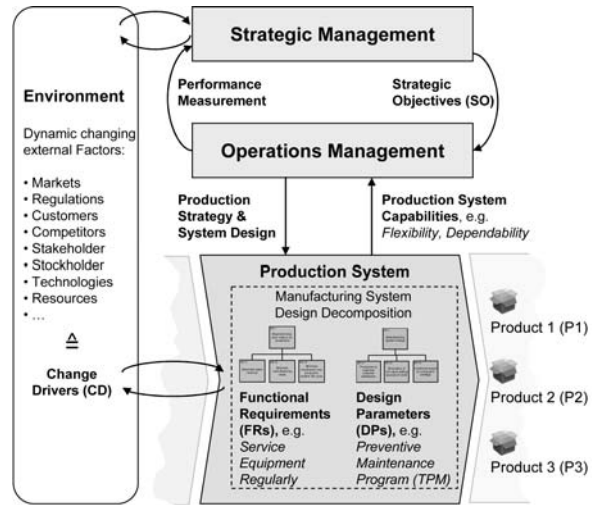 Strategic Management
Environment
Dynamic changing
external Factors:
• Markets
• Regulations
• Customers
• Competitors
• Stakeholder
• Stockholder
• Technologies
• Resources
• ...
≙
Change
Drivers (CD)
Performance
Measurement
Strategic
Objectives (SO)
Operations Management
Production
Strategy &
System Design
Production System
Capabilities, e.g.
Flexibility, Dependability
Production System
Manufacturing System
Design Decomposition
Functional
Requirements
(FRs), e.g.
Service
Equipment
Regularly
Design
Parameters
(DPs), e.g.
Preventive
Maintenance
Program (TPM)
Product 1 (P1)
Product 2 (P2)
Product 3 (P3)